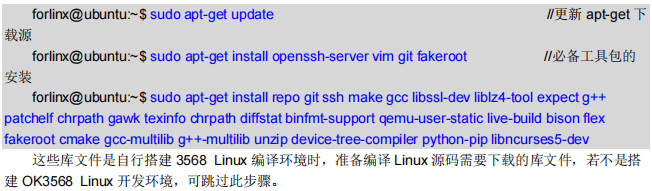 forlinx@ubuntu:~$ sudo apt-get update //更新 apt-get 下
载源
forlinx@ubuntu:~$ sudo apt-get install openssh-server vim git fakeroot //必备工具包的
安装
forlinx@ubuntu:~$ sudo apt-get install repo git ssh make gcc libssl-dev liblz4-tool expect g++
patchelf chrpath gawk texinfo chrpath diffstat binfmt-support qemu-user-static live-build bison flex
fakeroot cmake gcc-multilib g++-multilib unzip device-tree-compiler python-pip libncurses5-dev
这些库文件是自行搭建 3568 Linux 编译环境时，准备编译 Linux 源码需要下载的库文件，若不是搭
建 OK3568 Linux 开发环境，可跳过此步骤。